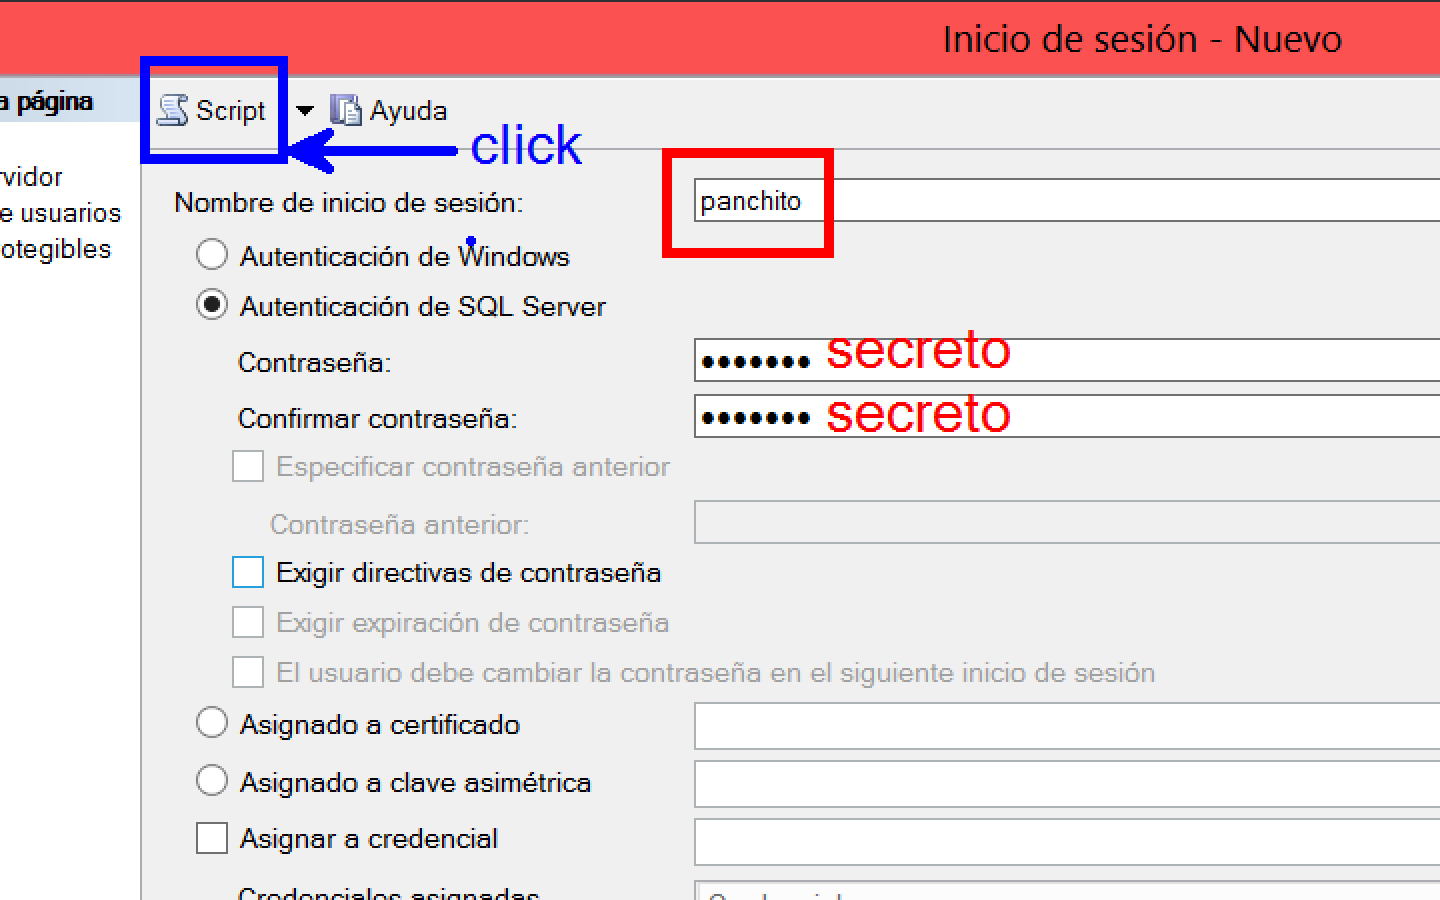 Inicio de sesión - Nuevo
a página
Script
Ayuda
click
rvidor
e usuarios
otegibles
Nombre de inicio de sesión:
panchito
Autenticación de Windows
Autenticación de SQL Server
Contraseña:
••••••• secreto
Confirmar contraseña:
••••••• secreto
Especificar contraseña anterior
Contraseña anterior:
Exigir directivas de contraseña
Exigir expiración de contraseña
El usuario debe cambiar la contraseña en el siguiente inicio de sesión
Asignado a certificado
Asignado a clave asimétrica
Asignar a credencial
Credenciales asignadas